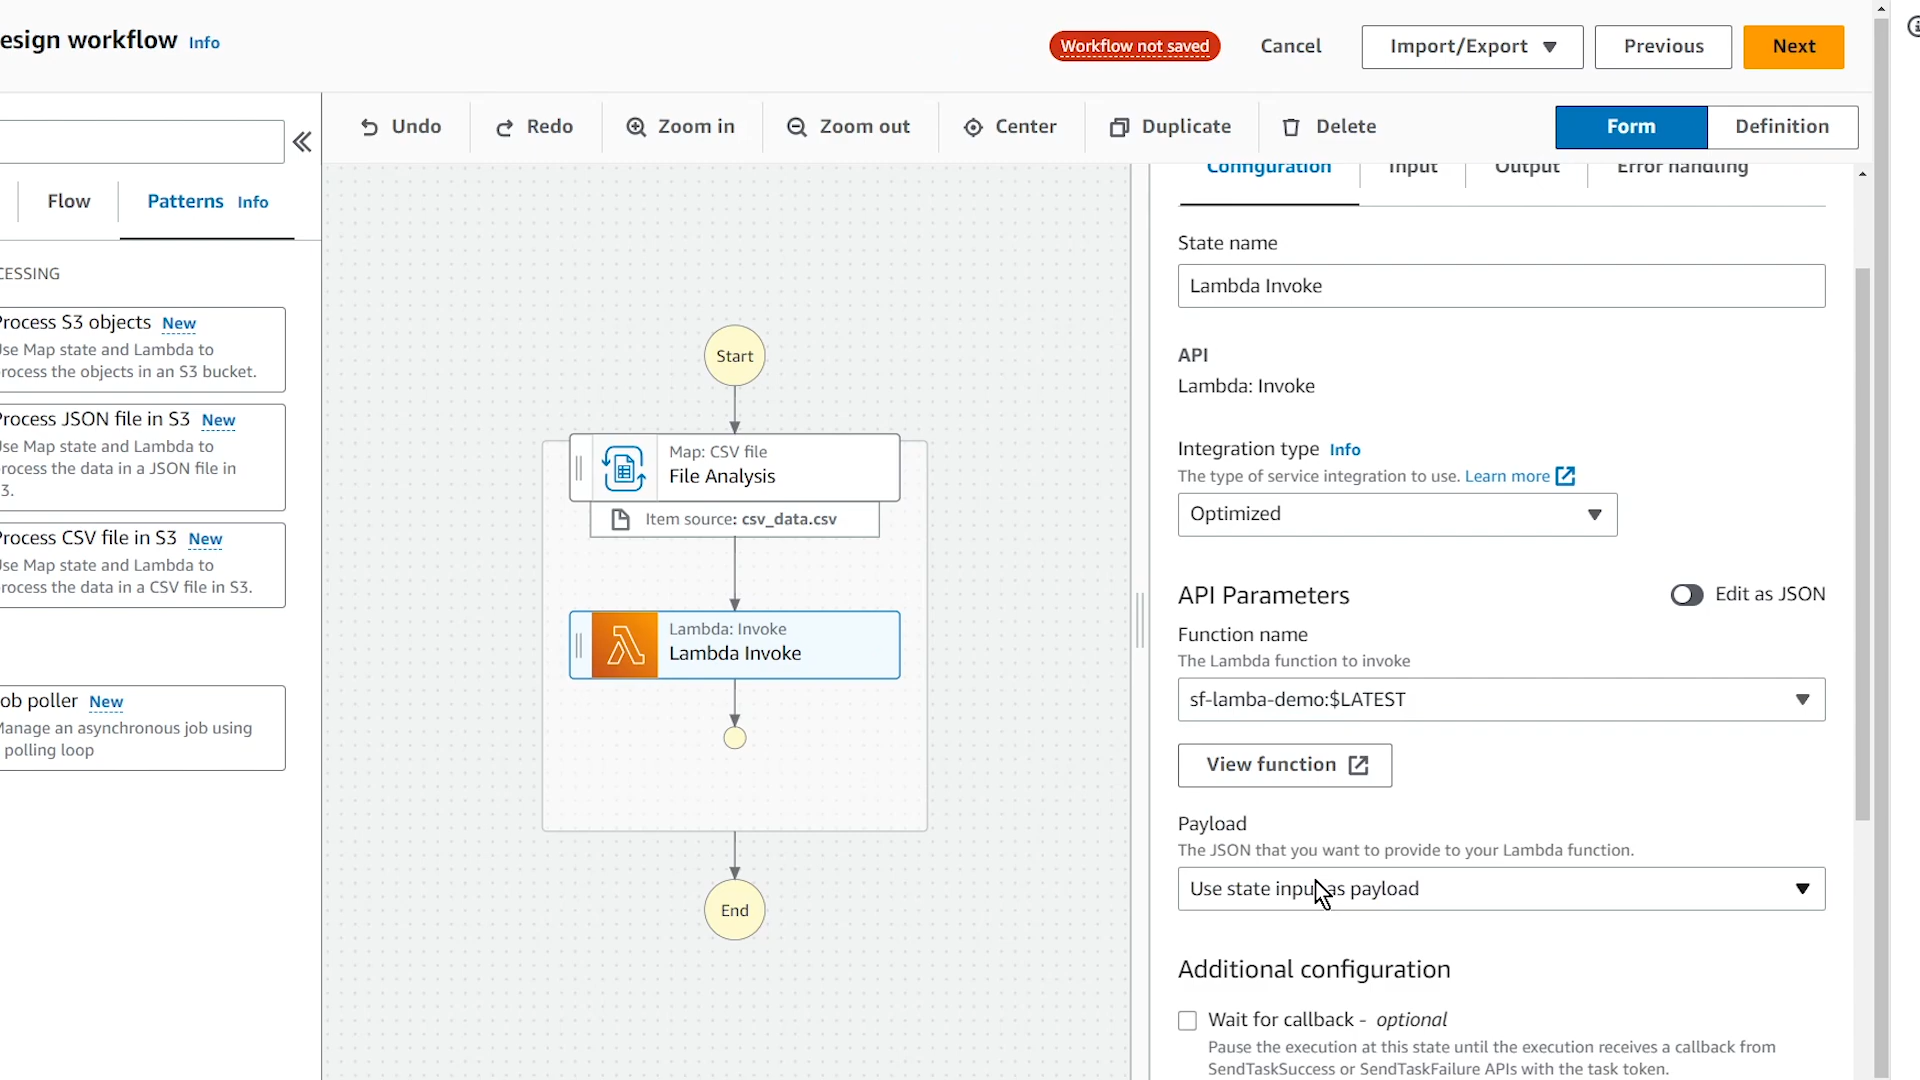 esign workflow Info
Workflow not saved
Cancel
Import/Export
Previous
Next
Undo
Redo
Zoom in
Zoom out
Center
Duplicate
Delete
Form
Definition
Flow
Patterns Info
CESSING
Process S3 objects New
Use Map state and Lambda to
process the objects in an S3 bucket.
Process JSON file in S3 New
Use Map state and Lambda to
process the data in a JSON file in
3.
Process CSV file in S3 New
Use Map state and Lambda to
process the data in a CSV file in S3.
ob poller New
Manage an asynchronous job using
polling loop
Start
Map: CSV file
File Analysis
Item source: csv_data.csv
Lambda: Invoke
Lambda Invoke
End
Configuration
Input
Output
Error handling
State name
Lambda Invoke
API
Lambda: Invoke
Integration type Info
The type of service integration to use. Learn more
Optimized
API Parameters
Edit as JSON
Function name
The Lambda function to invoke
sf-lamba-demo:$LATEST
View function
Payload
The JSON that you want to provide to your Lambda function.
Use state input as payload
Additional configuration
Wait for callback - optional
Pause the execution at this state until the execution receives a callback from
SendTaskSuccess or SendTaskFailure APIs with the task token.